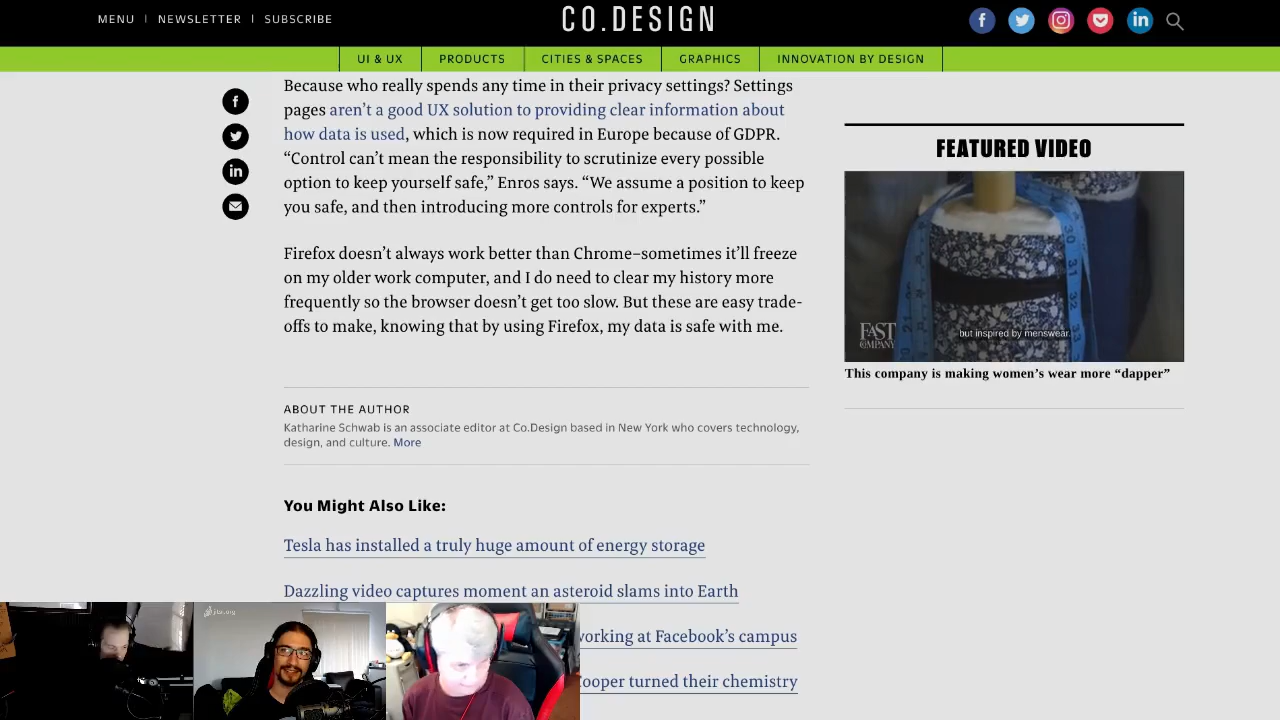 MENU | NEWSLETTER | SUBSCRIBE
CO.DESIGN
UI & UX
PRODUCTS
CITIES & SPACES
GRAPHICS
INNOVATION BY DESIGN
Because who really spends any time in their privacy settings? Settings
pages aren’t a good UX solution to providing clear information about
how data is used, which is now required in Europe because of GDPR.
“Control can’t mean the responsibility to scrutinize every possible
option to keep yourself safe,” Enros says. “We assume a position to keep
you safe, and then introducing more controls for experts.”
Firefox doesn’t always work better than Chrome–sometimes it’ll freeze
on my older work computer, and I do need to clear my history more
frequently so the browser doesn’t get too slow. But these are easy trade-
offs to make, knowing that by using Firefox, my data is safe with me.
ABOUT THE AUTHOR
Katharine Schwab is an associate editor at Co.Design based in New York who covers technology,
design, and culture. More
You Might Also Like:
Tesla has installed a truly huge amount of energy storage
Dazzling video captures moment an asteroid slams into Earth
working at Facebook’s campus
ooper turned their chemistry
FEATURED VIDEO
30
31
32
FAST
COMPANY
but inspired by menswear.
This company is making women’s wear more “dapper”